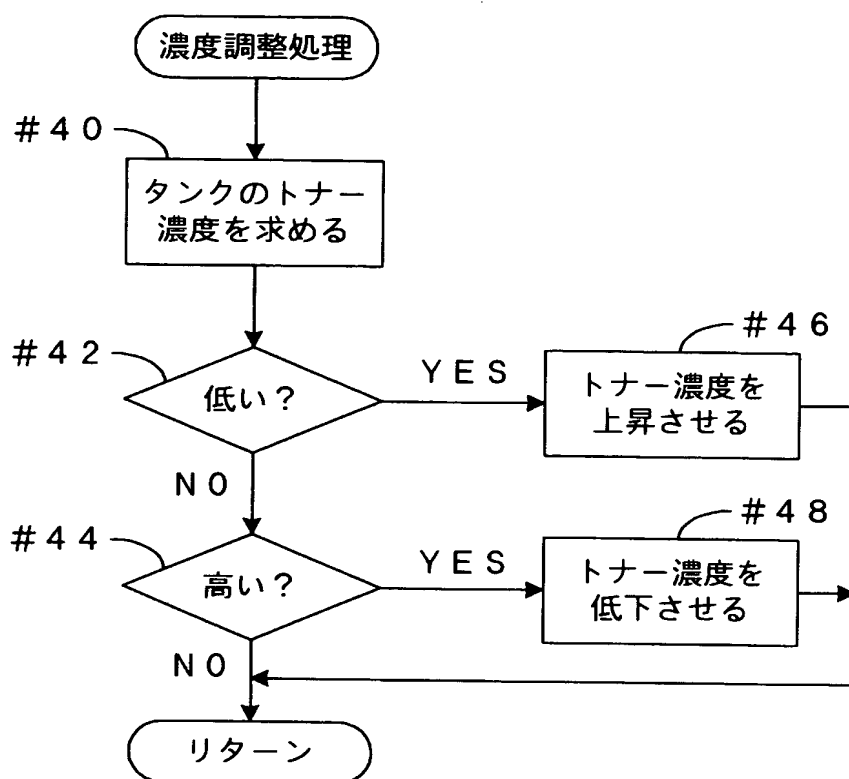 濃度調整処理
#40
タンクのトナー
濃度を求める
#42
低い?
YES
#46
トナー濃度を
上昇させる
NO
#44
高い?
YES
#48
トナー濃度を
低下させる
NO
リターン